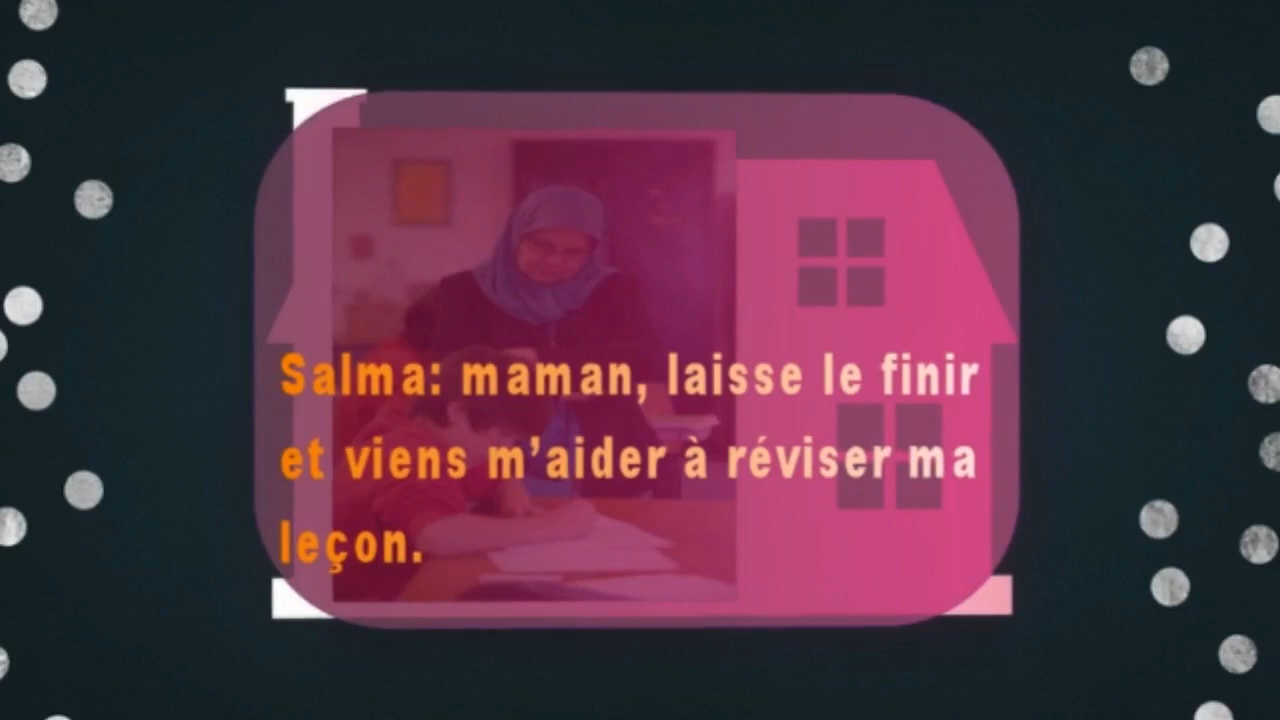 Salma: maman, laisse le finir
et viens m’aider à réviser ma
leçon.